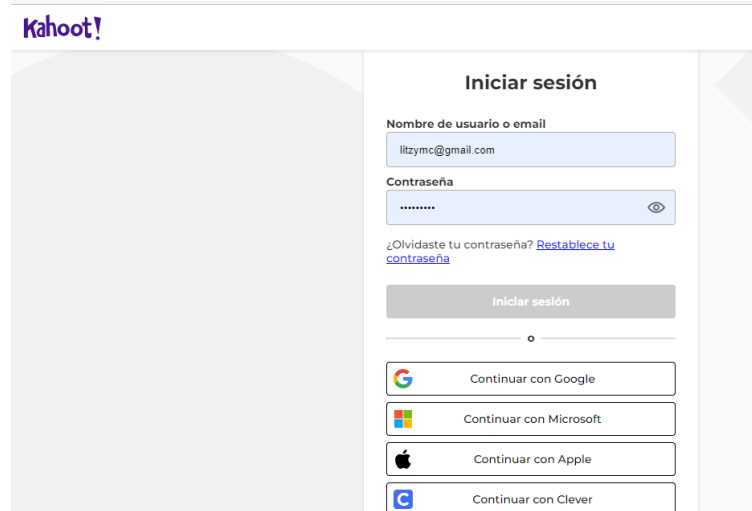 Kahoot!
Iniciar sesión
Nombre de usuario o email
litzymc@gmail.com
Contraseña
•••••••••
¿Olvidaste tu contraseña? Restablece tu
contraseña
Iniciar sesión
o
Continuar con Google
Continuar con Microsoft
Continuar con Apple
C
Continuar con Clever